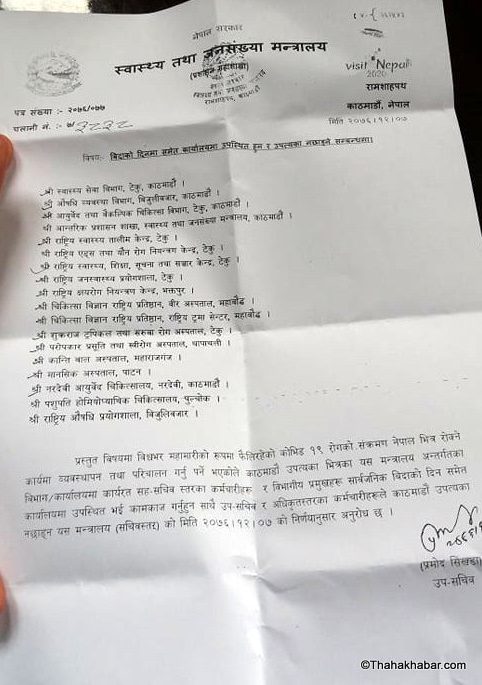 नेपाल सरकार
स्वास्थ्य तथा जनसंख्या मन्त्रालय
(प्रशासन महाशाखा)
रामशाहपथ, काठमाडौं
visit Nepal
2020
रामशाहपथ
काठमाडौं, नेपाल
पत्र संख्या :- २०७६/०७७
चलानी नं. :-
मिति २०७६।१२।०७
विषय:- बिदाको दिनमा समेत कार्यालयमा उपस्थित हुन र उपत्यका नछाड्ने सम्बन्धमा।
श्री स्वास्थ्य सेवा विभाग, टेकु, काठमाडौं ।
श्री औषधि व्यवस्था विभाग, बिजुलीबजार, काठमाडौं ।
श्री आयुर्वेद तथा वैकल्पिक चिकित्सा विभाग, टेकु, काठमाडौं ।
श्री आन्तरिक प्रशासन शाखा, स्वास्थ्य तथा जनसंख्या मन्त्रालय, काठमाडौं ।
श्री राष्ट्रिय स्वास्थ्य तालीम केन्द्र, टेकु ।
श्री राष्ट्रिय एड्स तथा यौन रोग नियन्त्रण केन्द्र, टेकु ।
श्री राष्ट्रिय स्वास्थ्य, शिक्षा, सूचना तथा सञ्चार केन्द्र, टेकु ।
श्री राष्ट्रिय जनस्वास्थ्य प्रयोगशाला, टेकु ।
श्री राष्ट्रिय क्षयरोग नियन्त्रण केन्द्र, भक्तपुर ।
श्री चिकित्सा विज्ञान राष्ट्रिय प्रतिष्ठान, वीर अस्पताल, महाबौद्ध ।
श्री चिकित्सा विज्ञान राष्ट्रिय प्रतिष्ठान, राष्ट्रिय ट्रमा सेन्टर, महाबौद्ध ।
श्री शुक्रराज ट्रपिकल तथा सरुवा रोग अस्पताल, टेकु ।
श्री परोपकार प्रसूति तथा स्त्रीरोग अस्पताल, थापाथली ।
श्री कान्ति बाल अस्पताल, महाराजगंज ।
श्री मानसिक अस्पताल, पाटन ।
श्री नरदेवी आयुर्वेद चिकित्सालय, नरदेवी, काठमाडौं ।
श्री पशुपति होमियोप्याथिक चिकित्सालय, पुल्चोक ।
श्री राष्ट्रिय औषधि प्रयोगशाला, बिजुलिबजार ।
प्रस्तुत विषयमा विश्वभर महामारीको रूपमा फैलिरहेको कोभिड १९ रोगको संक्रमण नेपाल भित्र रोक्ने
कार्यमा व्यवस्थापन तथा परिचालन गर्नु पर्ने भएकोले काठमाडौं उपत्यका भित्रका यस मन्त्रालय अन्तर्गतका
विभाग/कार्यालयमा कार्यरत सह-सचिव स्तरका कर्मचारीहरू र विभागीय प्रमुखहरू सार्वजनिक बिदाको दिन समेत
कार्यालयमा उपस्थित भई कामकाज गर्नुहुन साथै उप-सचिव र अधिकृतस्तरका कर्मचारीहरूले काठमाडौं उपत्यका
नछाड्न यस मन्त्रालय (सचिवस्तर) को मिति २०७६।१२।०७ को निर्णयानुसार अनुरोध छ ।
(प्रमोद सिखडा)
उप-सचिव
©Thahakhabar.com